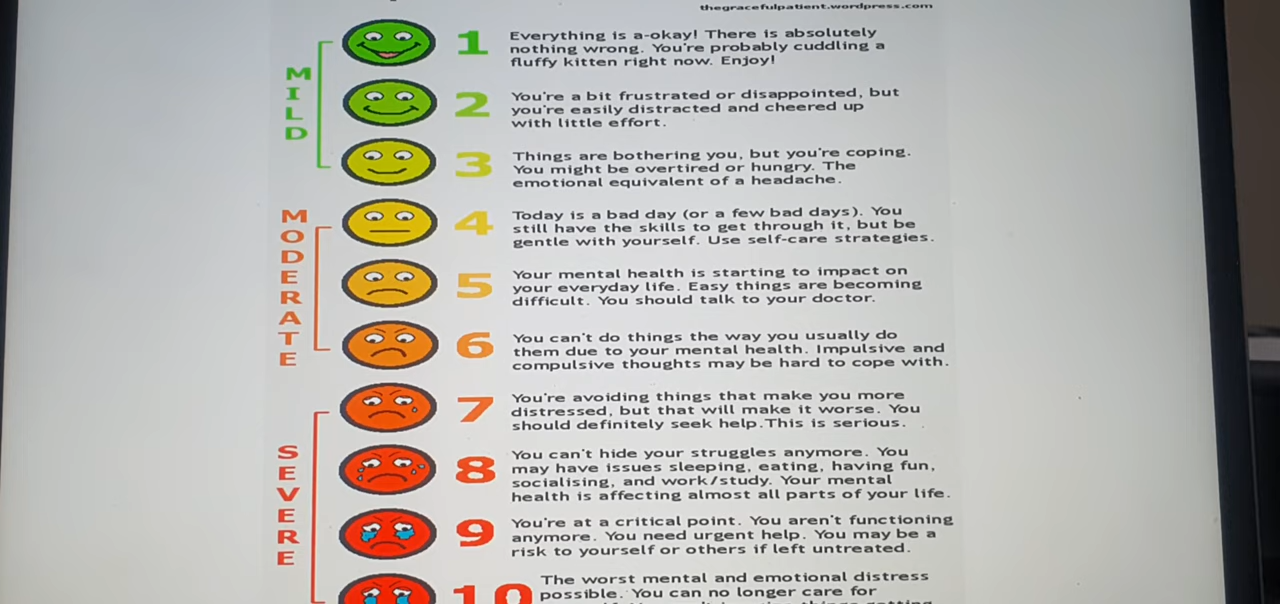 thegracefulpatient.wordpress.com
MILD
1
Everything is a-okay! There is absolutely
nothing wrong. You're probably cuddling a
fluffy kitten right now. Enjoy!
2
You're a bit frustrated or disappointed, but
you're easily distracted and cheered up
with little effort.
3
Things are bothering you, but you're coping.
You might be overtired or hungry. The
emotional equivalent of a headache.
MODERATE
4
Today is a bad day (or a few bad days). You
still have the skills to get through it, but be
gentle with yourself. Use self-care strategies.
5
Your mental health is starting to impact on
your everyday life. Easy things are becoming
difficult. You should talk to your doctor.
6
You can't do things the way you usually do
them due to your mental health. Impulsive and
compulsive thoughts may be hard to cope with.
SEVERE
7
You're avoiding things that make you more
distressed, but that will make it worse. You
should definitely seek help.This is serious.
8
You can't hide your struggles anymore. You
may have issues sleeping, eating, having fun,
socialising, and work/study. Your mental
health is affecting almost all parts of your life.
9
You're at a critical point. You aren't functioning
anymore. You need urgent help. You may be a
risk to yourself or others if left untreated.
10
The worst mental and emotional distress
possible. You can no longer care for